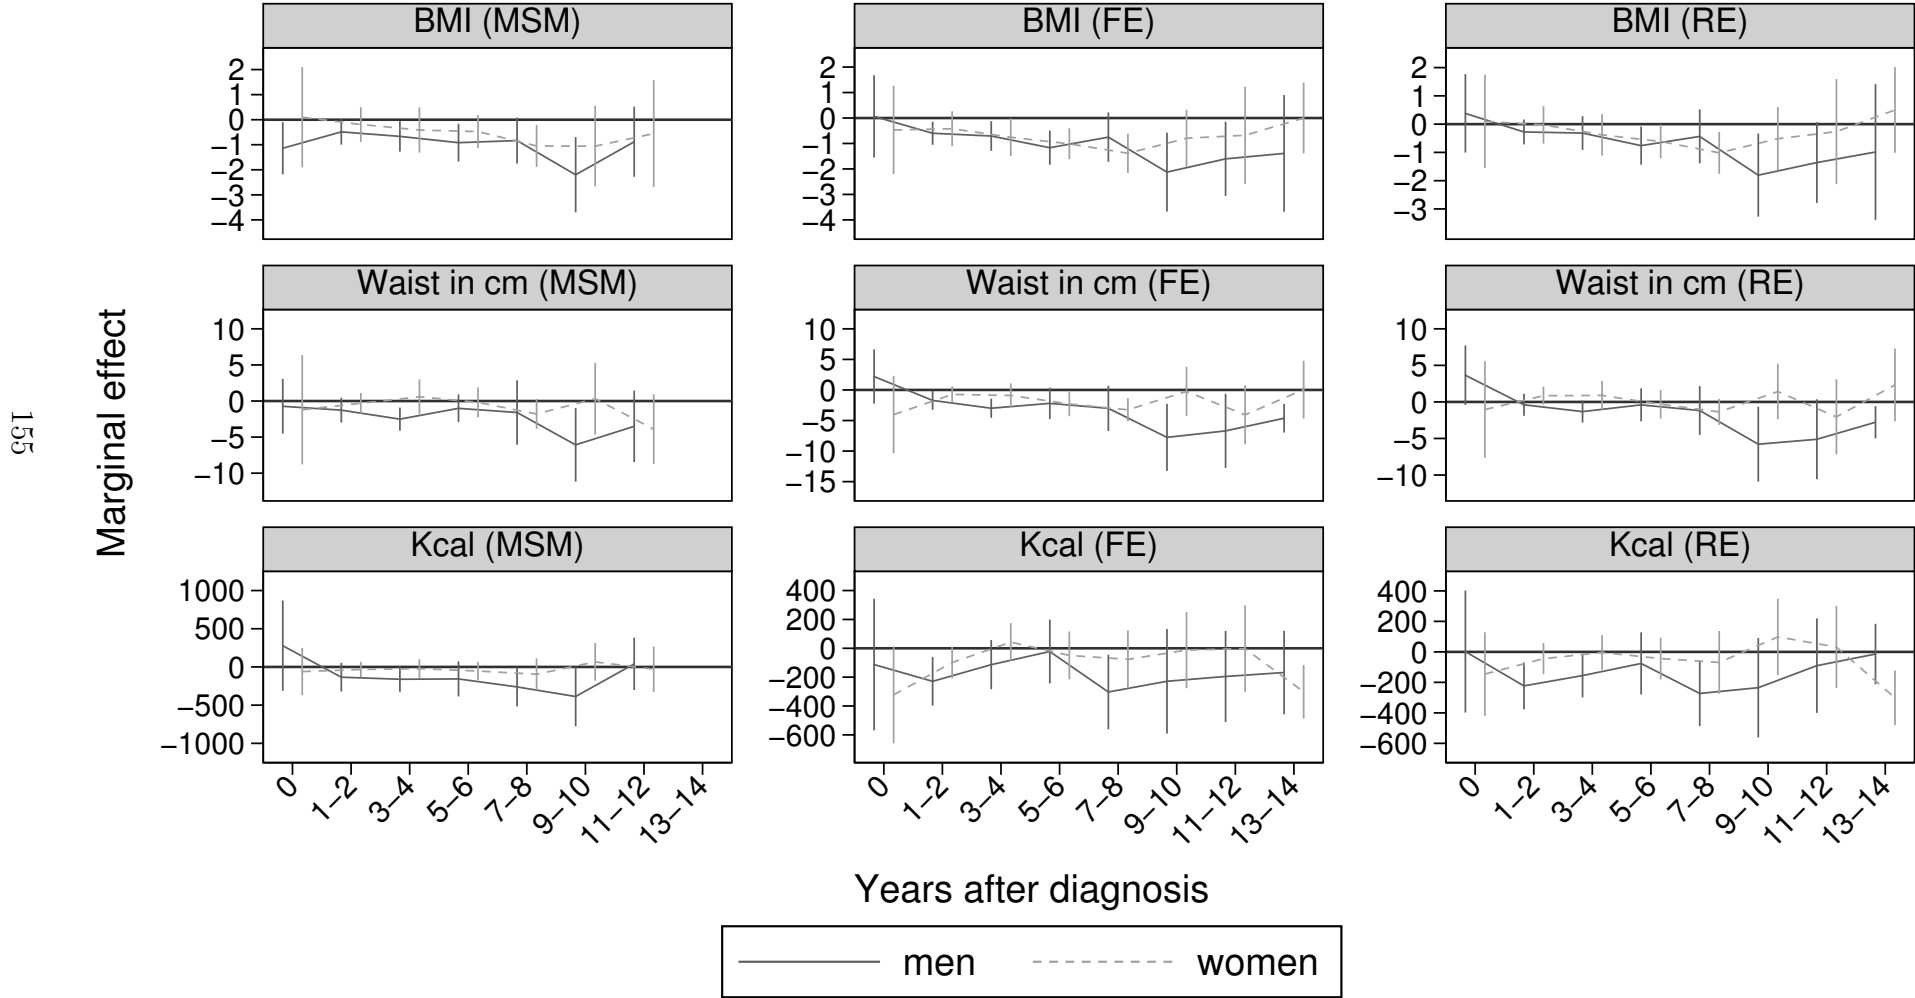 BMI (MSM) BMI (FE) BMI (RE)
2 2 2
1 1 1
0 0 0
−1 −1 −1
−2 −2 −2
−3 −3 −3
−4 −4
Waist in cm (MSM) Waist in cm (FE) Waist in cm (RE)
10 10 10
5 5 5
0 0 0
−5 −5 −5
−10 −10 −10
−15
Kcal (MSM) Kcal (FE) Kcal (RE)
1000 400 400
500 200 200
0 0 0
−500 −200 −200
−1000 −400 −400
−600 −600
0 1−2 3−4 5−6 7−8 9−10 11−12 13−14 0 1−2 3−4 5−6 7−8 9−10 11−12 13−14 0 1−2 3−4 5−6 7−8 9−10 11−12 13−14
Marginal effect
Years after diagnosis
men women
155